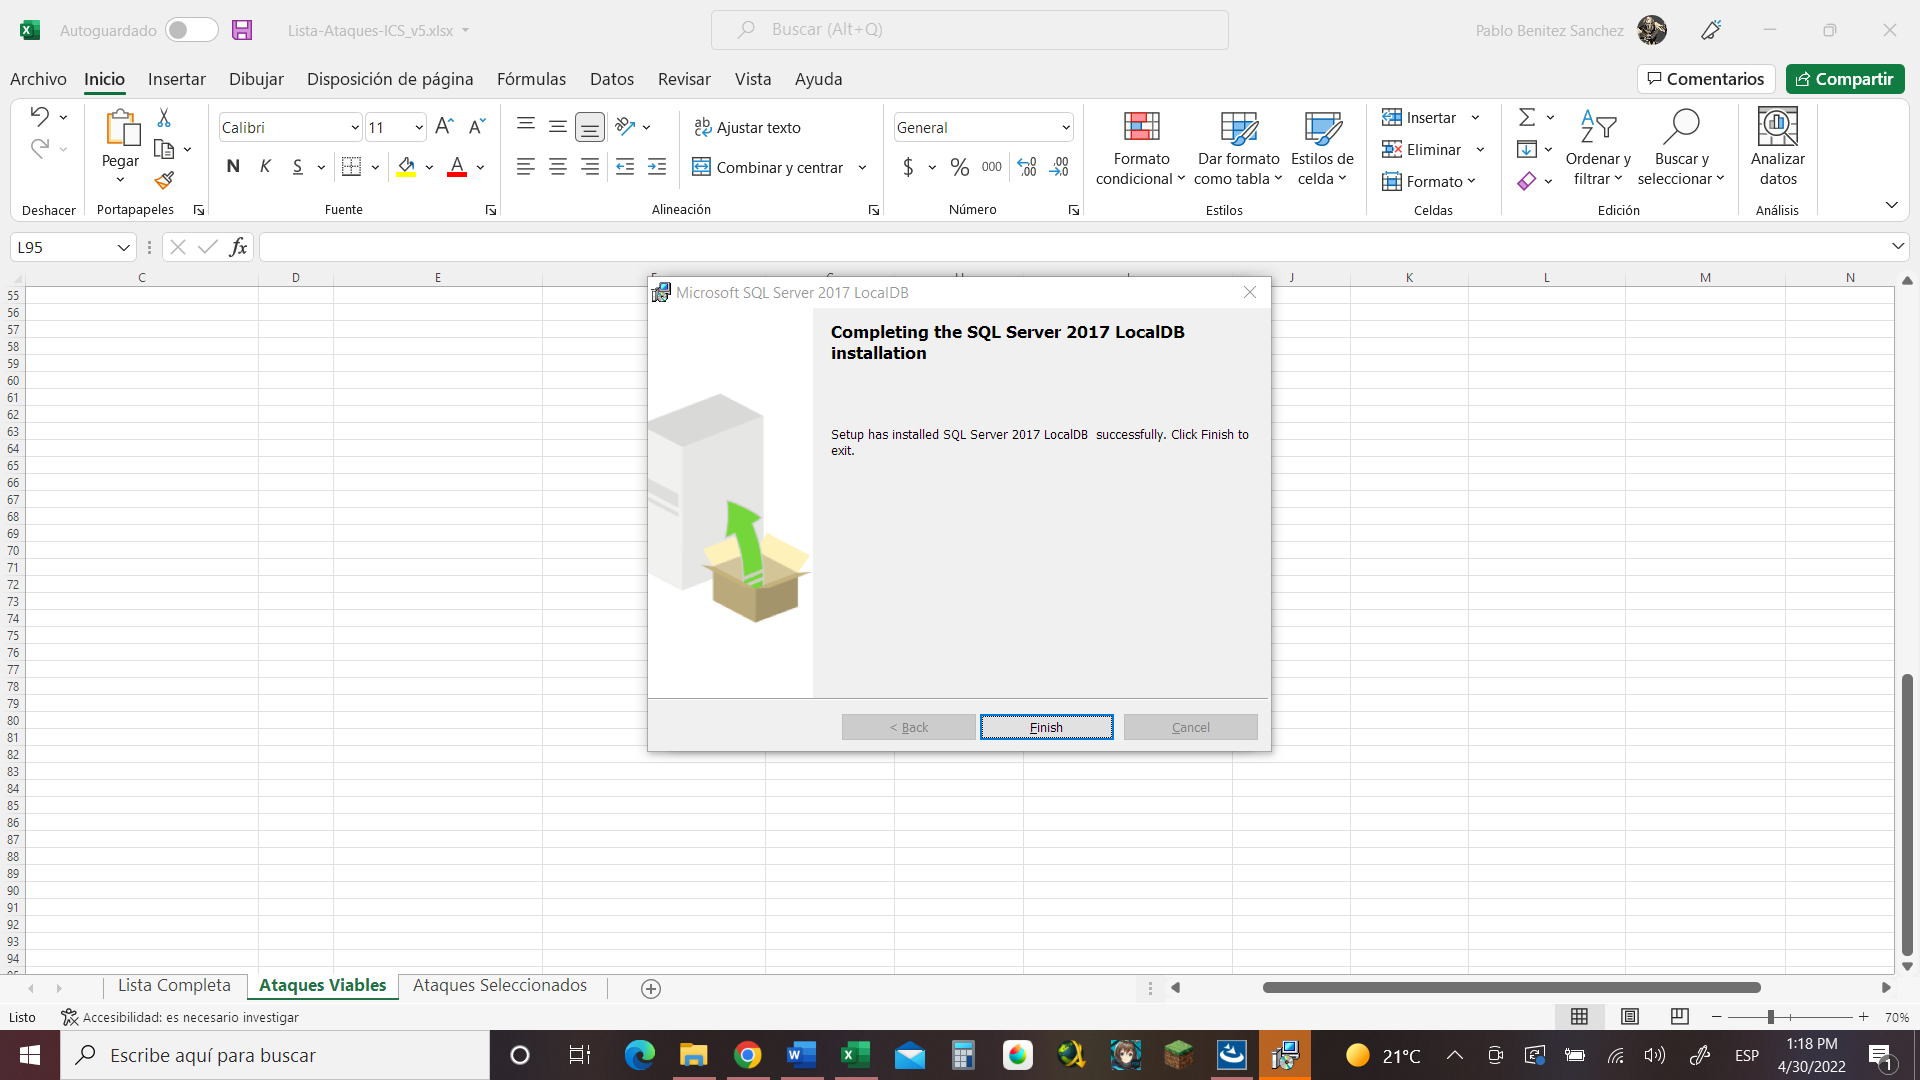 Autoguardado
Lista-Ataques-ICS_v5.xlsx
Buscar (Alt+Q)
Pablo Benitez Sanchez
Archivo Inicio Insertar Dibujar Disposición de página Fórmulas Datos Revisar Vista Ayuda
Comentarios Compartir
Pegar
Deshacer
Portapapeles
Calibri 11
N K S
Fuente
Ajustar texto
Combinar y centrar
Alineación
General
$ % 000
Número
Formato condicional
Dar formato como tabla
Estilos de celda
Estilos
Insertar
Eliminar
Formato
Celdas
Ordenar y filtrar
Buscar y seleccionar
Edición
Analizar datos
Análisis
L95
fx
C D E J K L M N
55
56
57
58
59
60
61
62
63
64
65
66
67
68
69
70
71
72
73
74
75
76
77
78
79
80
81
82
83
84
85
86
87
88
89
90
91
92
93
94
Microsoft SQL Server 2017 LocalDB
Completing the SQL Server 2017 LocalDB
installation
Setup has installed SQL Server 2017 LocalDB successfully. Click Finish to
exit.
< Back Finish Cancel
Lista Completa Ataques Viables Ataques Seleccionados
Listo Accesibilidad: es necesario investigar
70%
Escribe aquí para buscar
21°C
ESP
1:18 PM
4/30/2022
1